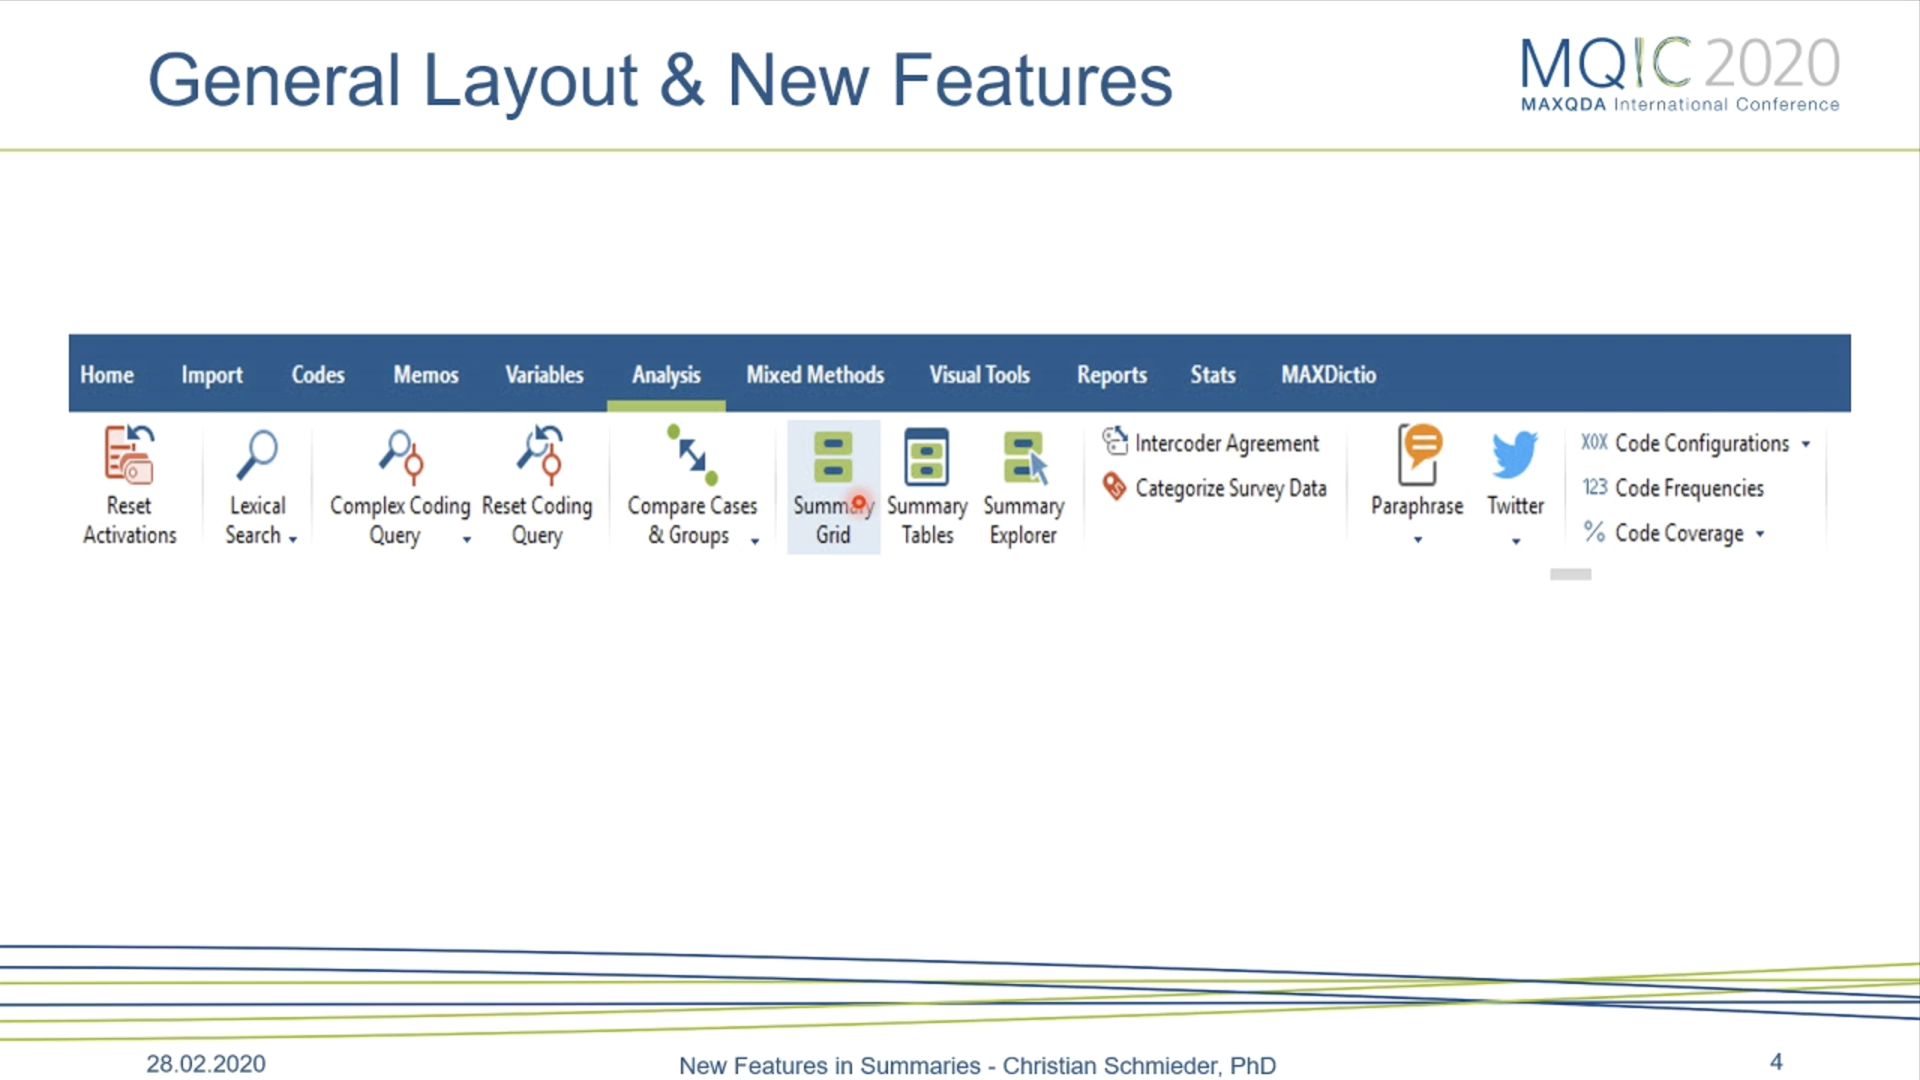 General Layout & New Features
MQIC 2020
MAXQDA International Conference
Home Import Codes Memos Variables Analysis Mixed Methods Visual Tools Reports Stats MAXDictio
Reset
Activations
Lexical
Search
Complex Coding
Query
Reset Coding
Query
Compare Cases
& Groups
Summary
Grid
Summary
Tables
Summary
Explorer
Intercoder Agreement
Categorize Survey Data
Paraphrase
Twitter
XOX Code Configurations
123 Code Frequencies
% Code Coverage
28.02.2020
New Features in Summaries - Christian Schmieder, PhD
4